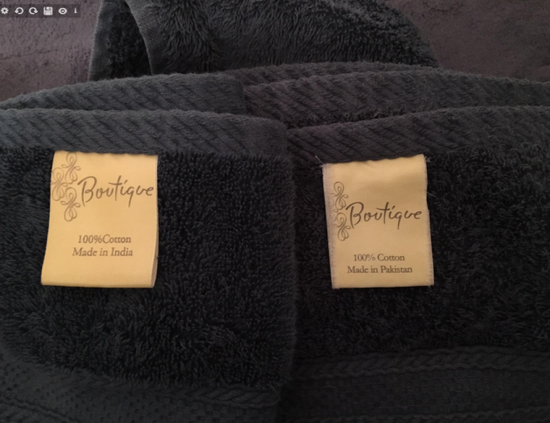 Boutique
100%Cotton
Made in India
Boutique
100% Cotton
Made in Pakistan